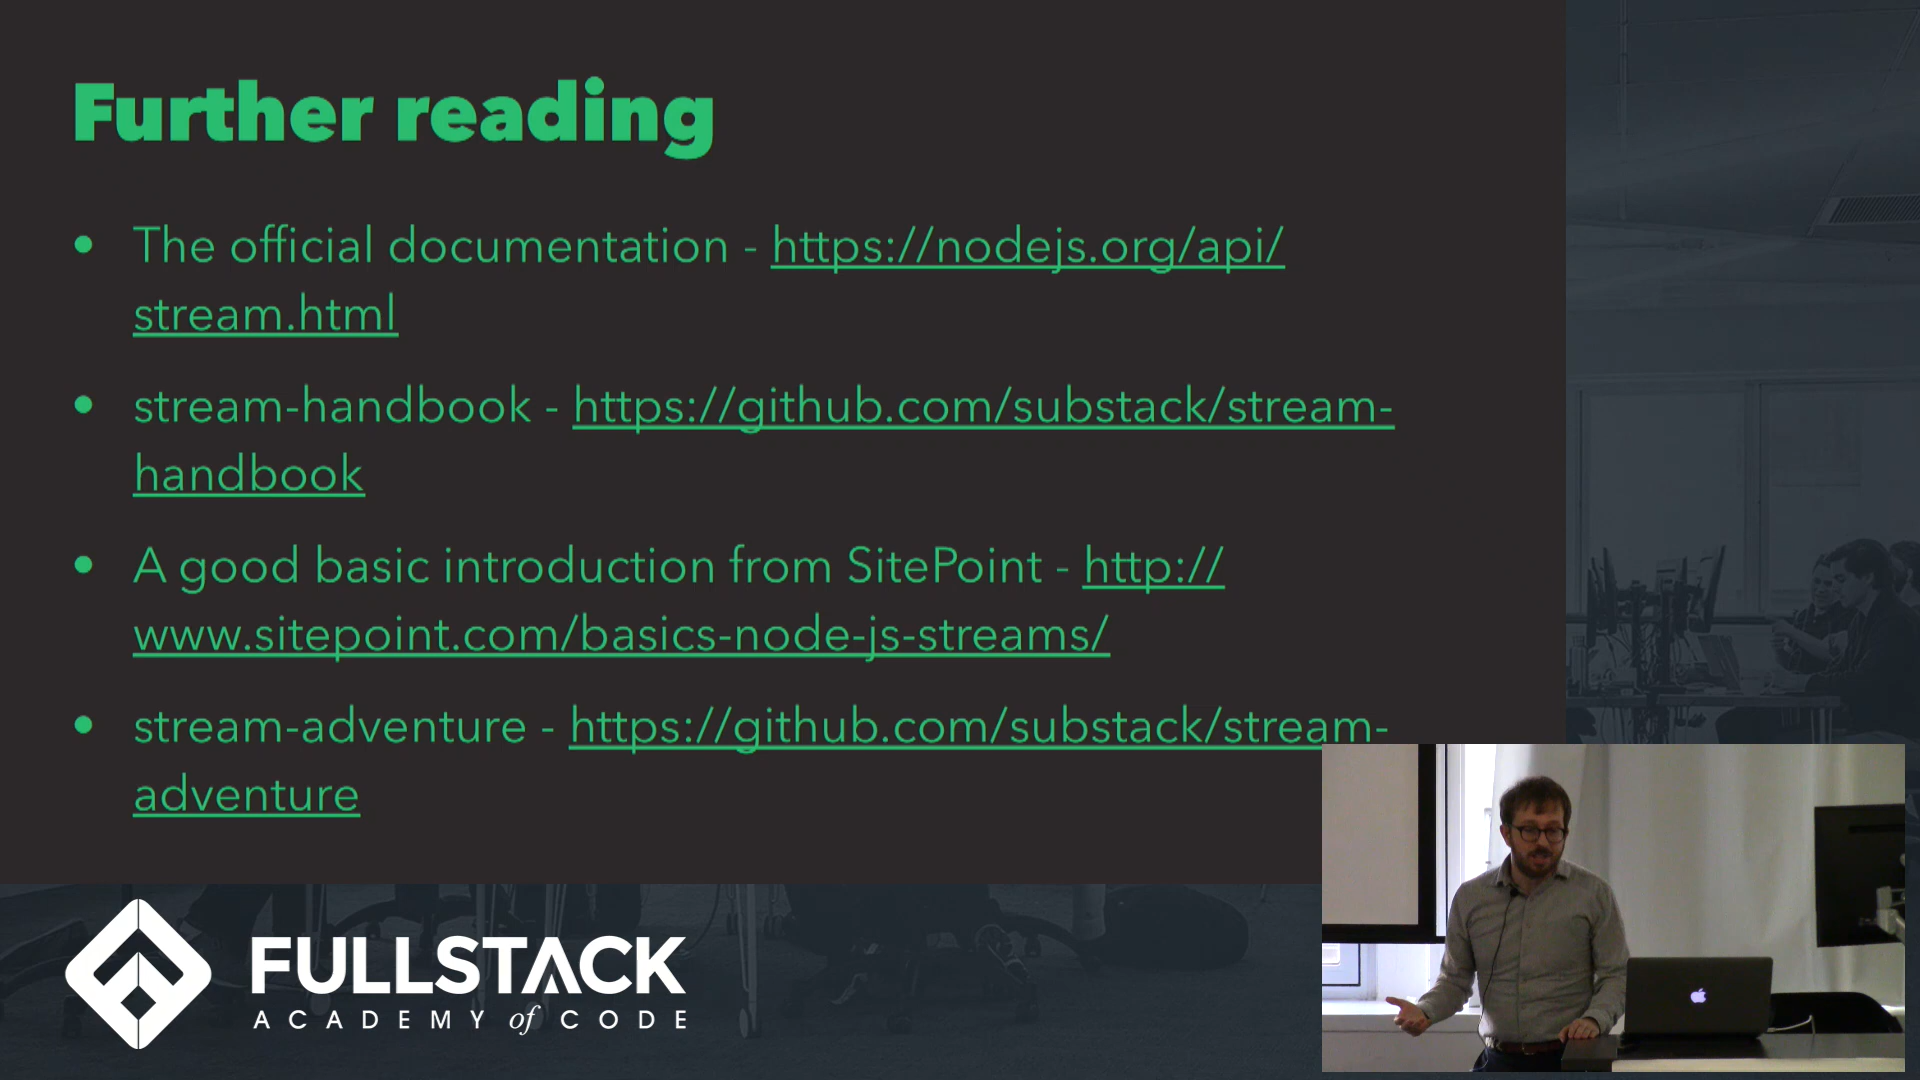 Further reading
• The official documentation - https://nodejs.org/api/
stream.html
• stream-handbook - https://github.com/substack/stream-
handbook
• A good basic introduction from SitePoint - http://
www.sitepoint.com/basics-node-js-streams/
• stream-adventure - https://github.com/substack/stream-
adventure
FULLSTACK
ACADEMY of CODE